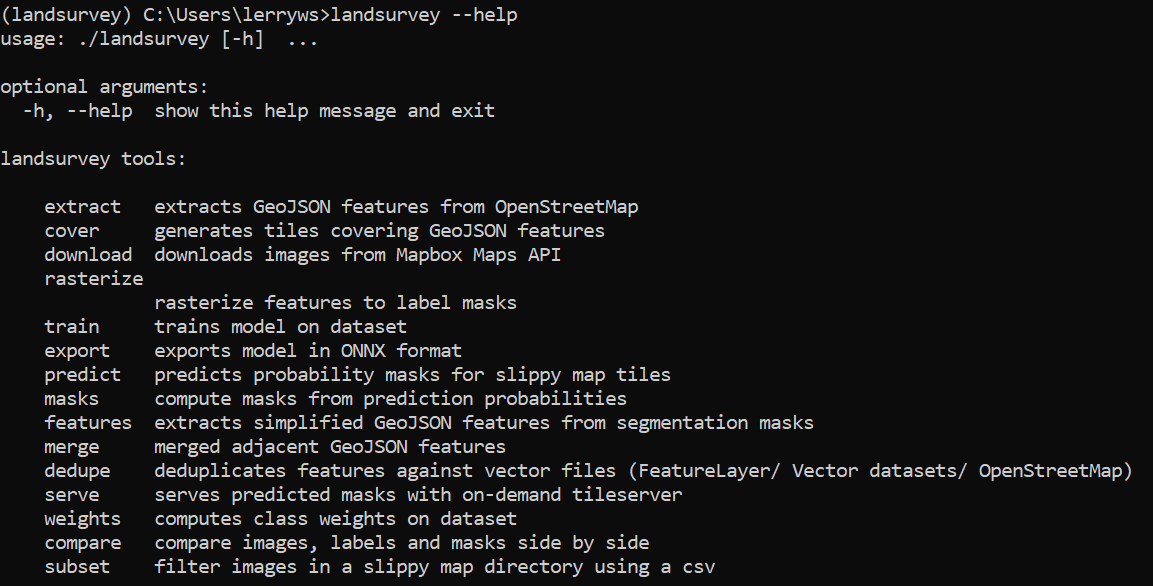 (landsurvey) C:\Users\lerryws>landsurvey --help
usage: ./landsurvey [-h]  ...

optional arguments:
  -h, --help  show this help message and exit

landsurvey tools:

    extract   extracts GeoJSON features from OpenStreetMap
    cover     generates tiles covering GeoJSON features
    download  downloads images from Mapbox Maps API
    rasterize
              rasterize features to label masks
    train     trains model on dataset
    export    exports model in ONNX format
    predict   predicts probability masks for slippy map tiles
    masks     compute masks from prediction probabilities
    features  extracts simplified GeoJSON features from segmentation masks
    merge     merged adjacent GeoJSON features
    dedupe    deduplicates features against vector files (FeatureLayer/ Vector datasets/ OpenStreetMap)
    serve     serves predicted masks with on-demand tileserver
    weights   computes class weights on dataset
    compare   compare images, labels and masks side by side
    subset    filter images in a slippy map directory using a csv